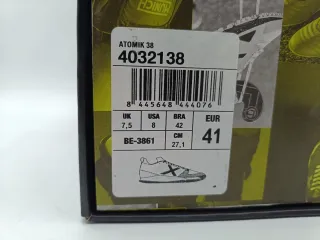 MUNICH
ATOMIK 38
4032138
8 445648 444076
UK USA BRA EUR
7,5 8 42 41
BE-3861 CM
27,1